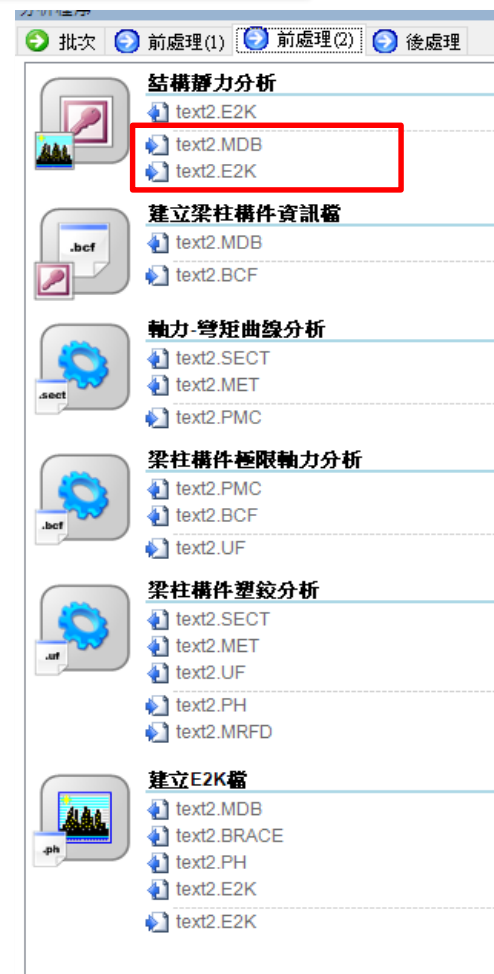 分析程序
批次 前處理(1) 前處理(2) 後處理
結構靜力分析
text2.E2K
text2.MDB
text2.E2K
建立梁柱構件資訊檔
.bcf
text2.MDB
text2.BCF
軸力-彎矩曲線分析
text2.SECT
text2.MET
.sect
text2.PMC
梁柱構件極限軸力分析
text2.PMC
text2.BCF
.bcf
text2.UF
梁柱構件塑鉸分析
text2.SECT
text2.MET
.uf
text2.UF
text2.PH
text2.MRFD
建立E2K檔
text2.MDB
text2.BRACE
.ph
text2.PH
text2.E2K
text2.E2K